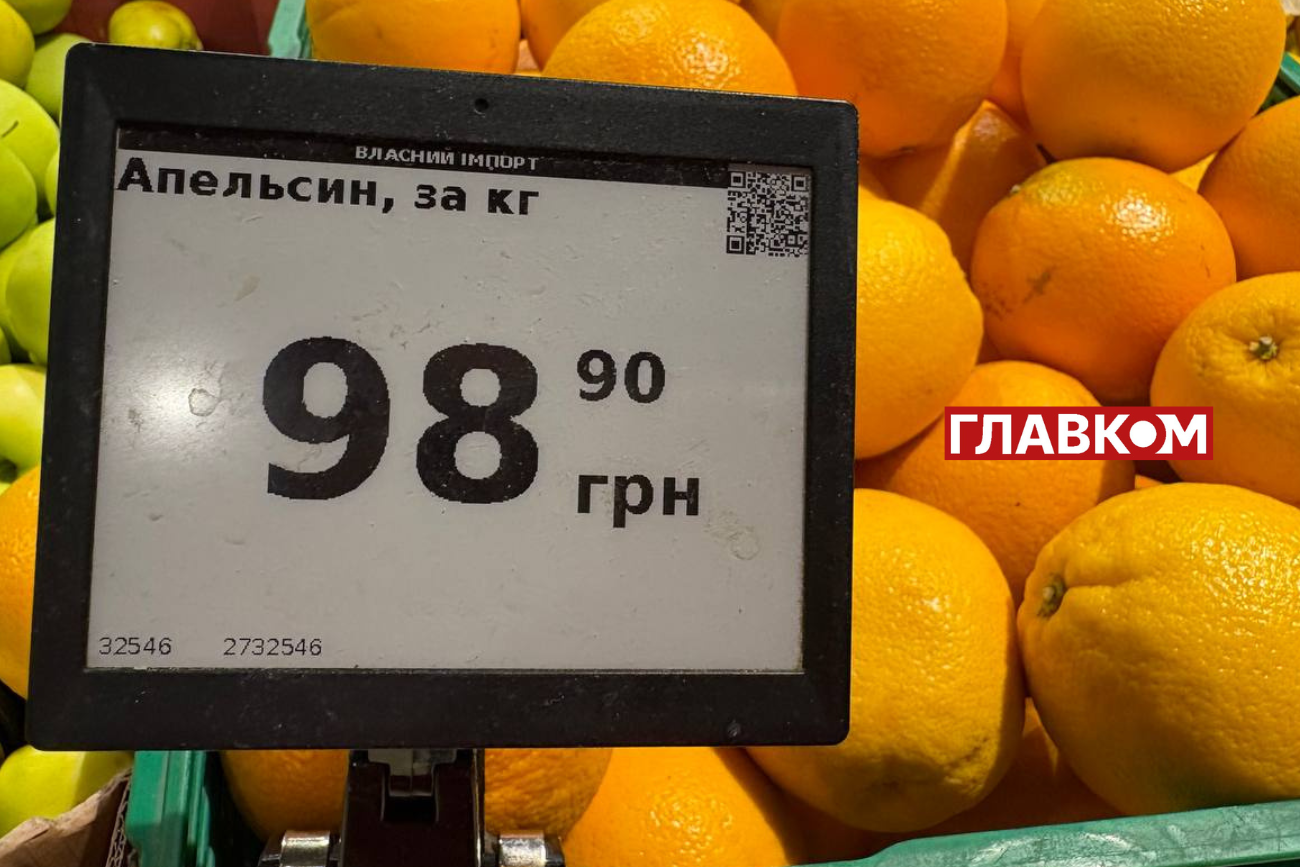 ВЛАСНИЙ ІМПОРТ
Апельсин, за кг
98 90
грн
ГЛАВКОМ
32546 2732546